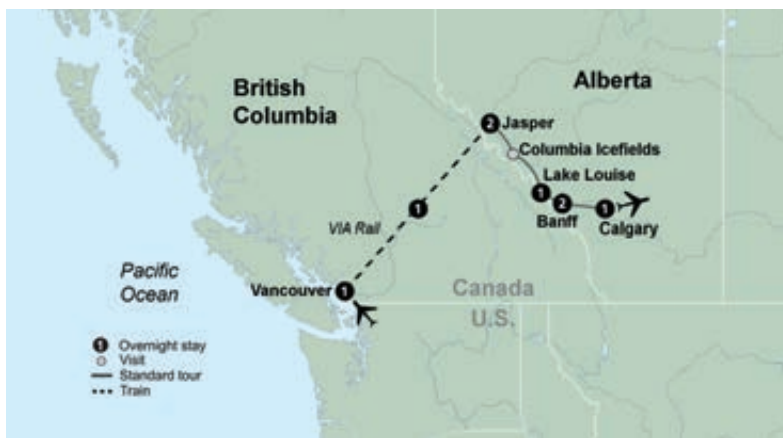 British
Columbia
Alberta
2
Jasper
Columbia Icefields
Lake Louise
1
2
1
Banff
Calgary
1
VIA Rail
Pacific
Ocean
Vancouver
1
Canada
U.S.
1 Overnight stay
Visit
Standard tour
Train